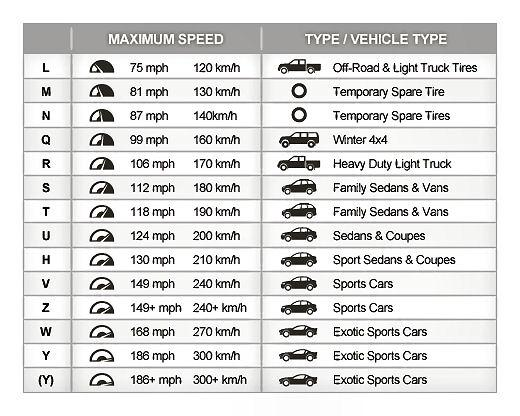 MAXIMUM SPEED TYPE / VEHICLE TYPE
L 75 mph 120 km/h Off-Road & Light Truck Tires
M 81 mph 130 km/h Temporary Spare Tire
N 87 mph 140km/h Temporary Spare Tires
Q 99 mph 160 km/h Winter 4x4
R 106 mph 170 km/h Heavy Duty Light Truck
S 112 mph 180 km/h Family Sedans & Vans
T 118 mph 190 km/h Family Sedans & Vans
U 124 mph 200 km/h Sedans & Coupes
H 130 mph 210 km/h Sport Sedans & Coupes
V 149 mph 240 km/h Sports Cars
Z 149+ mph 240+ km/h Sports Cars
W 168 mph 270 km/h Exotic Sports Cars
Y 186 mph 300 km/h Exotic Sports Cars
(Y) 186+ mph 300+ km/h Exotic Sports Cars